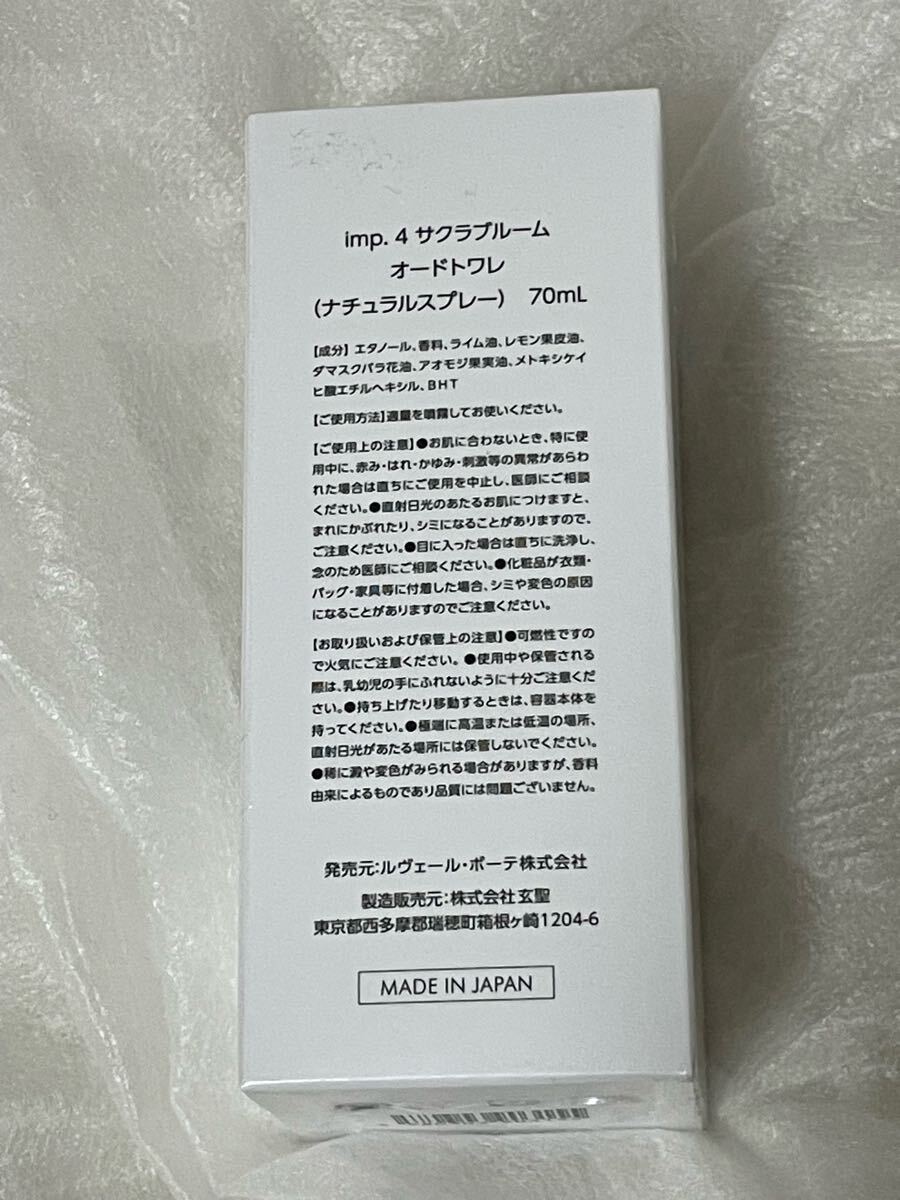 imp. 4 サクラブルーム
オードトワレ
(ナチュラルスプレー) 70mL
【成分】エタノール、香料、ライム油、レモン果皮油、
ダマスクバラ花油、アオモジ果実油、メトキシケイ
ヒ酸エチルヘキシル、BHT
【ご使用方法】適量を噴霧してお使いください。
【ご使用上の注意】●お肌に合わないとき、特に使
用中に、赤み・はれ・かゆみ・刺激等の異常があらわ
れた場合は直ちにご使用を中止し、医師にご相談
ください。●直射日光のあたるお肌につけますと、
まれにかぶれたり、シミになることがありますので、
ご注意ください。●目に入った場合は直ちに洗浄し、
念のため医師にご相談ください。●化粧品が衣類・
バッグ・家具等に付着した場合、シミや変色の原因
になることがありますのでご注意ください。
【お取り扱いおよび保管上の注意】●可燃性ですの
で火気にご注意ください。●使用中や保管される
際は、乳幼児の手にふれないように十分ご注意くだ
さい。●持ち上げたり移動するときは、容器本体を
持ってください。●極端に高温または低温の場所、
直射日光があたる場所には保管しないでください。
●稀に澱や変色がみられる場合がありますが、香料
由来によるものであり品質には問題ございません。
発売元:ルヴェール・ボーテ株式会社
製造販売元:株式会社玄聖
東京都西多摩郡瑞穂町箱根ヶ崎1204-6
MADE IN JAPAN